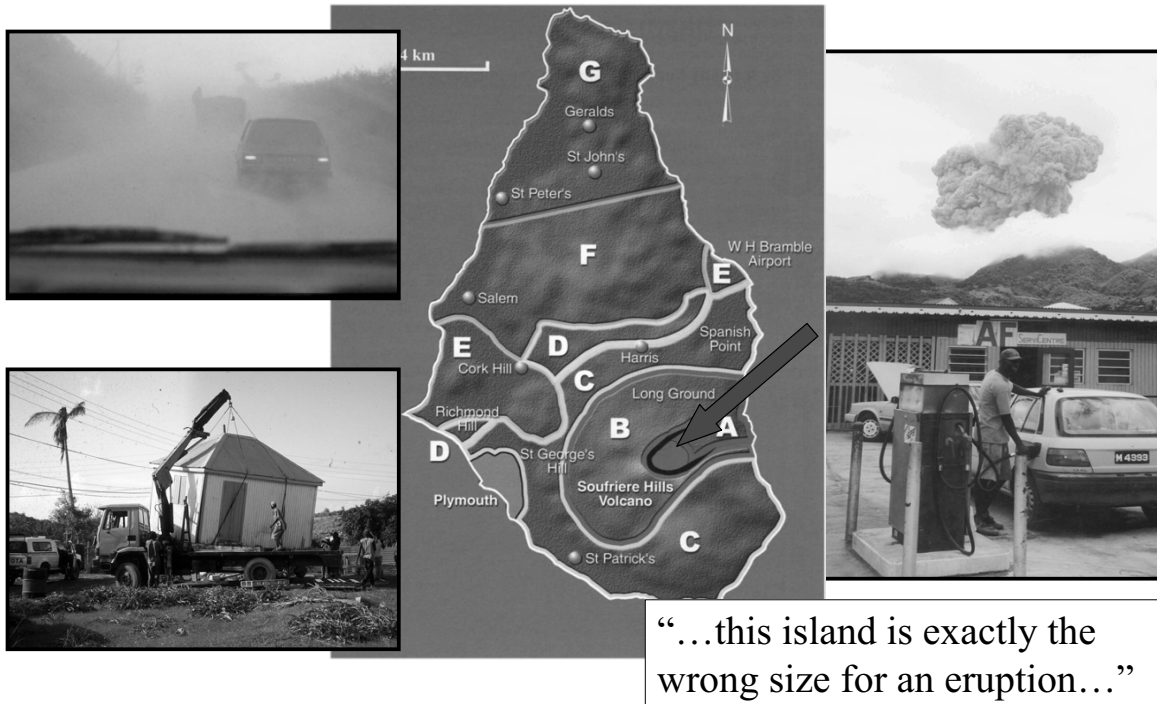 4 km
N
G
Geralds
St John's
St Peter's
F
W H Bramble
Airport
E
Salem
D
Spanish
Point
E
Harris
Cork Hill
C
Long Ground
Richmond
Hill
B
A
D
St George's
Hill
Plymouth
Soufriere Hills
Volcano
C
St Patrick's
A F
SERVICENTRE
M 4393
“…this island is exactly the
wrong size for an eruption…”